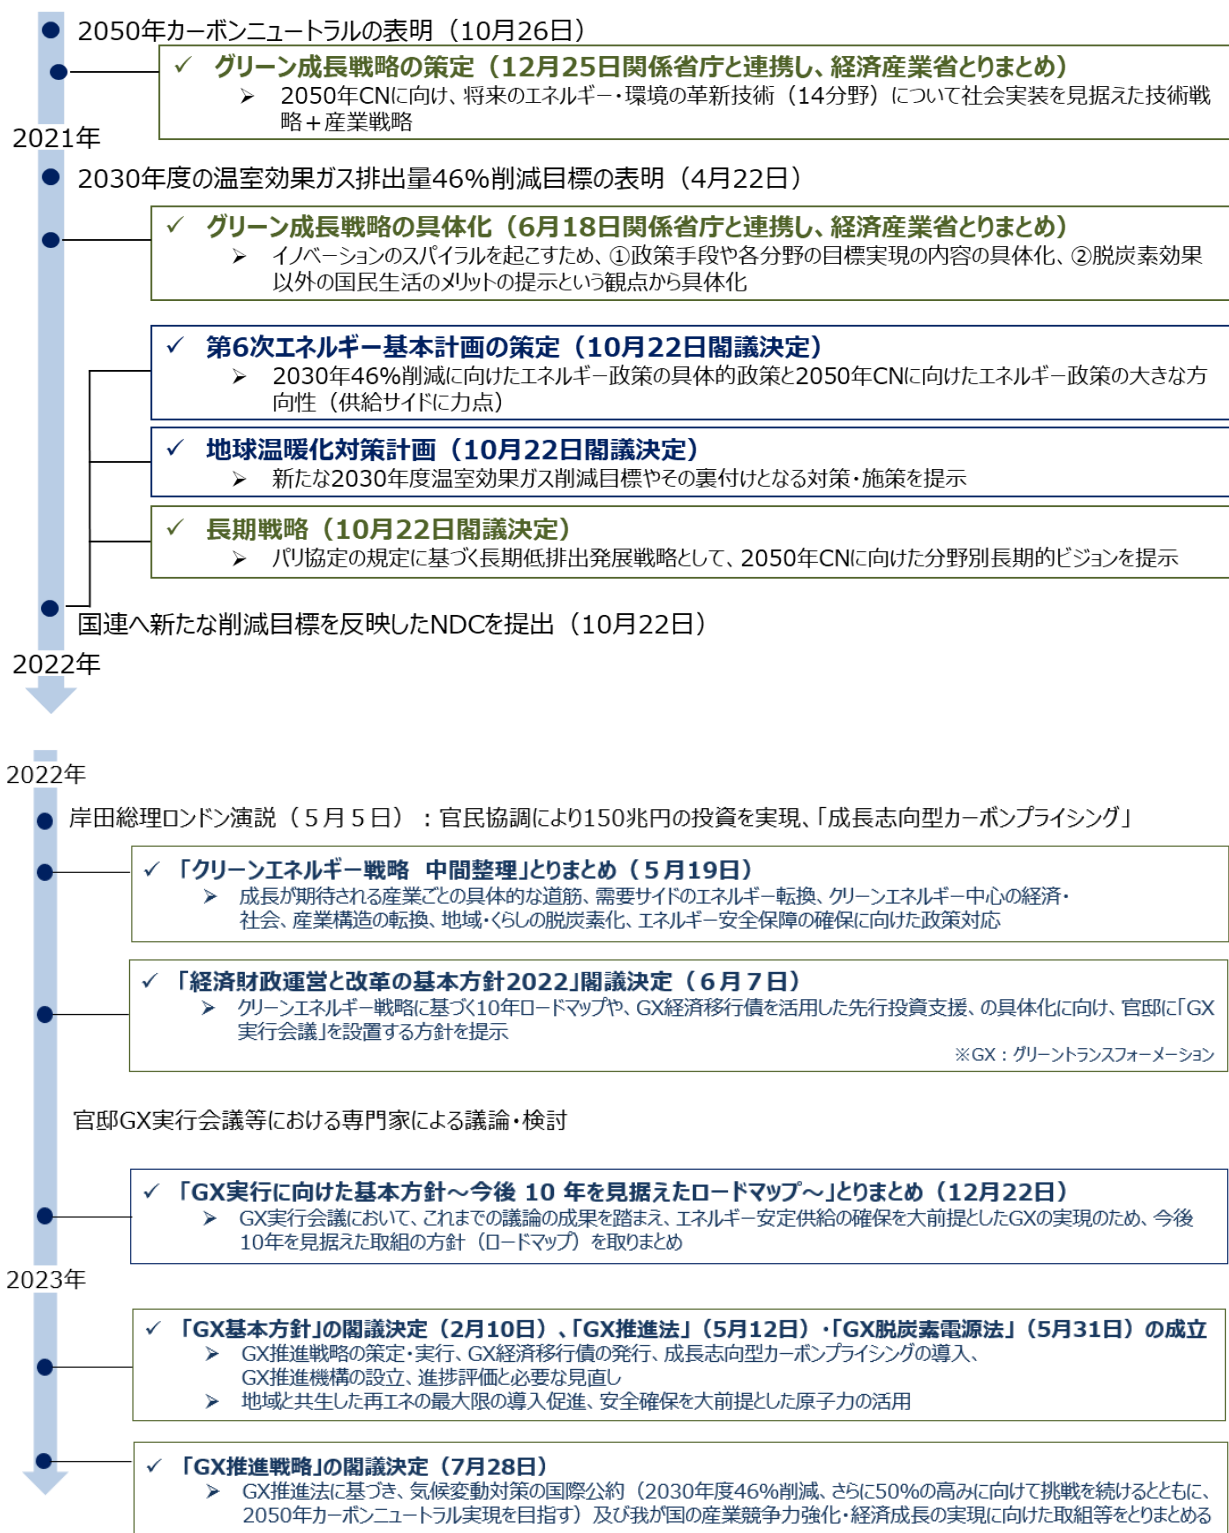 2050年カーボンニュートラルの表明（10月26日）
✓ グリーン成長戦略の策定（12月25日関係省庁と連携し、経済産業省とりまとめ）
➢ 2050年CNに向け、将来のエネルギー・環境の革新技術（14分野）について社会実装を見据えた技術戦
略＋産業戦略
2021年
2030年度の温室効果ガス排出量46%削減目標の表明（4月22日）
✓ グリーン成長戦略の具体化（6月18日関係省庁と連携し、経済産業省とりまとめ）
➢ イノベーションのスパイラルを起こすため、①政策手段や各分野の目標実現の内容の具体化、②脱炭素効果
以外の国民生活のメリットの提示という観点から具体化
✓ 第6次エネルギー基本計画の策定（10月22日閣議決定）
➢ 2030年46%削減に向けたエネルギー政策の具体的政策と2050年CNに向けたエネルギー政策の大きな方
向性（供給サイドに力点）
✓ 地球温暖化対策計画（10月22日閣議決定）
➢ 新たな2030年度温室効果ガス削減目標やその裏付けとなる対策・施策を提示
✓ 長期戦略（10月22日閣議決定）
➢ パリ協定の規定に基づく長期低排出発展戦略として、2050年CNに向けた分野別長期的ビジョンを提示
国連へ新たな削減目標を反映したNDCを提出（10月22日）
2022年
2022年
岸田総理ロンドン演説（５月５日）：官民協調により150兆円の投資を実現、「成長志向型カーボンプライシング」
✓ 「クリーンエネルギー戦略 中間整理」とりまとめ（５月19日）
➢ 成長が期待される産業ごとの具体的な道筋、需要サイドのエネルギー転換、クリーンエネルギー中心の経済・
社会、産業構造の転換、地域・くらしの脱炭素化、エネルギー安全保障の確保に向けた政策対応
✓ 「経済財政運営と改革の基本方針2022」閣議決定（６月７日）
➢ クリーンエネルギー戦略に基づく10年ロードマップや、GX経済移行債を活用した先行投資支援、の具体化に向け、官邸に「GX
実行会議」を設置する方針を提示
※GX：グリーントランスフォーメーション
官邸GX実行会議等における専門家による議論・検討
✓ 「GX実行に向けた基本方針～今後 10 年を見据えたロードマップ～」とりまとめ（12月22日）
➢ GX実行会議において、これまでの議論の成果を踏まえ、エネルギー安定供給の確保を大前提としたGXの実現のため、今後
10年を見据えた取組の方針（ロードマップ）を取りまとめ
2023年
✓ 「GX基本方針」の閣議決定（2月10日）、「GX推進法」（5月12日）・「GX脱炭素電源法」（5月31日）の成立
➢ GX推進戦略の策定・実行、GX経済移行債の発行、成長志向型カーボンプライシングの導入、
GX推進機構の設立、進捗評価と必要な見直し
➢ 地域と共生した再エネの最大限の導入促進、安全確保を大前提とした原子力の活用
✓ 「GX推進戦略」の閣議決定（7月28日）
➢ GX推進法に基づき、気候変動対策の国際公約（2030年度46%削減、さらに50%の高みに向けて挑戦を続けるとともに、
2050年カーボンニュートラル実現を目指す）及び我が国の産業競争力強化・経済成長の実現に向けた取組等をとりまとめる